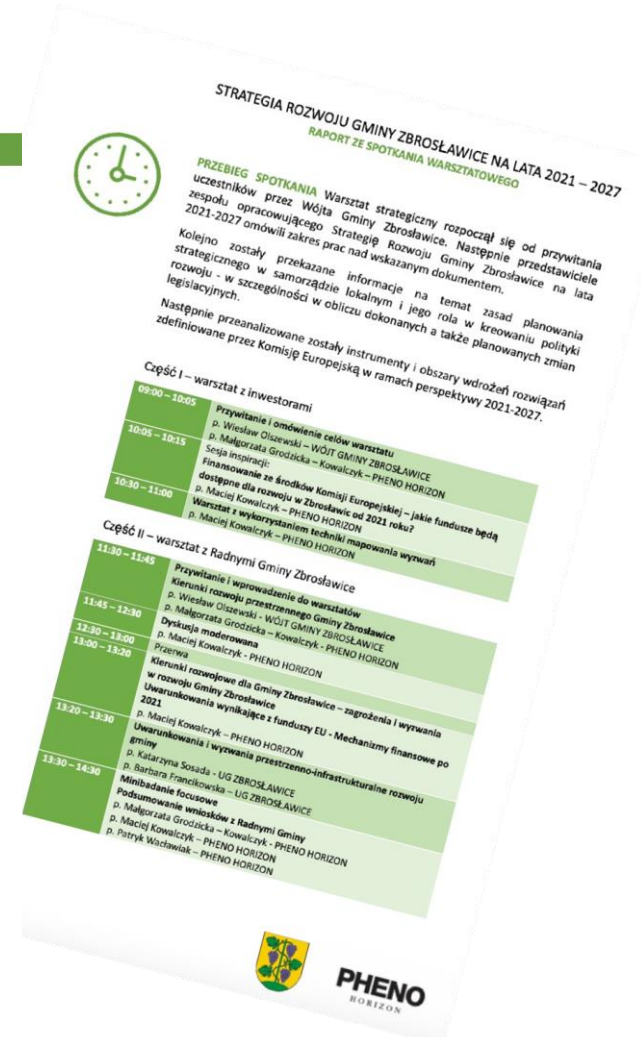 STRATEGIA ROZWOJU GMINY ZBROSŁAWICE NA LATA 2021 – 2027
RAPORT ZE SPOTKANIA WARSZTATOWEGO
PRZEBIEG SPOTKANIA Warsztat strategiczny rozpoczął się od przywitania
uczestników przez Wójta Gminy Zbrosławice. Następnie przedstawiciele
zespołu opracowującego Strategię Rozwoju Gminy Zbrosławice na lata
2021-2027 omówili zakres prac nad wskazanym dokumentem.
Kolejno zostały przekazane informacje na temat zasad planowania
strategicznego w samorządzie lokalnym i jego rola w kreowaniu polityki
rozwoju - w szczególności w obliczu dokonanych a także planowanych zmian
legislacyjnych.
Następnie przeanalizowane zostały instrumenty i obszary wdrożeń rozwiązań
zdefiniowane przez Komisję Europejską w ramach perspektywy 2021-2027.
Część I – warsztat z inwestorami
09:00 – 10:05
Przywitanie i omówienie celów warsztatu
p. Wiesław Olszewski – WÓJT GMINY ZBROSŁAWICE
p. Małgorzata Grodzicka – Kowalczyk – PHENO HORIZON
10:05 – 10:15
Sesja inspiracji:
Finansowanie ze środków Komisji Europejskiej – jakie fundusze będą
dostępne dla rozwoju w Zbrosławic od 2021 roku?
p. Maciej Kowalczyk – PHENO HORIZON
10:30 – 11:00
Warsztat z wykorzystaniem techniki mapowania wyzwań
p. Maciej Kowalczyk – PHENO HORIZON
Część II – warsztat z Radnymi Gminy Zbrosławice
11:30 – 11:45
Przywitanie i wprowadzenie do warsztatów
Kierunki rozwoju przestrzennego Gminy Zbrosławice
p. Wiesław Olszewski - WÓJT GMINY ZBROSŁAWICE
p. Małgorzata Grodzicka – Kowalczyk - PHENO HORIZON
11:45 – 12:30
Dyskusja moderowana
p. Maciej Kowalczyk - PHENO HORIZON
12:30 – 13:00
Przerwa
13:00 – 13:20
Kierunki rozwojowe dla Gminy Zbrosławice – zagrożenia i wyzwania
w rozwoju Gminy Zbrosławice
Uwarunkowania wynikające z funduszy EU - Mechanizmy finansowe po
2021
p. Maciej Kowalczyk – PHENO HORIZON
13:20 – 13:30
Uwarunkowania i wyzwania przestrzenno-infrastrukturalne rozwoju
gminy
p. Katarzyna Sosada - UG ZBROSŁAWICE
p. Barbara Francikowska – UG ZBROSŁAWICE
13:30 – 14:30
Minibadanie focusowe
Podsumowanie wniosków z Radnymi Gminy
p. Małgorzata Grodzicka – Kowalczyk - PHENO HORIZON
p. Maciej Kowalczyk – PHENO HORIZON
p. Patryk Wacławiak – PHENO HORIZON
PHENO
HORIZON